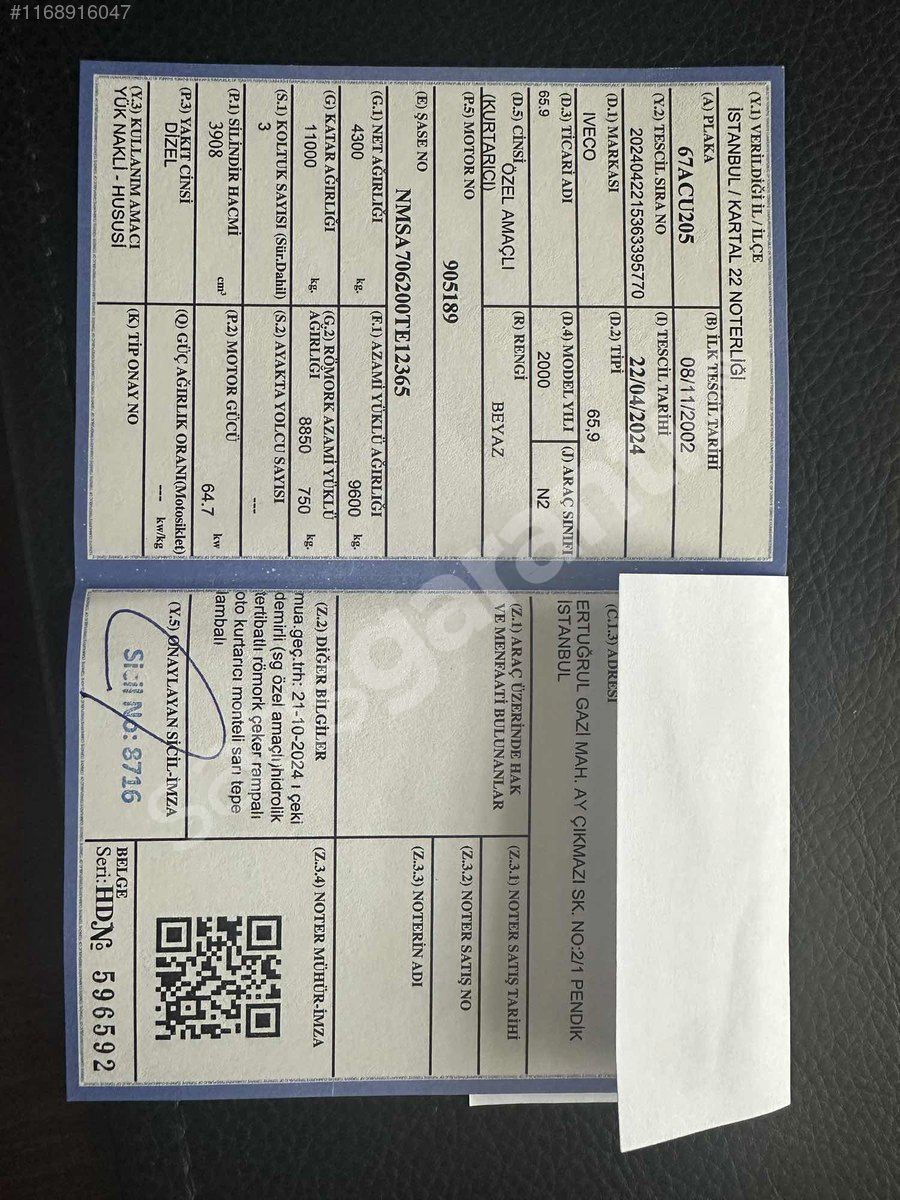 #1168916047
(Y.1) VERİLDİĞİ İL / İLÇE
İSTANBUL / KARTAL 22 NOTERLİĞİ
(A) PLAKA
67ACU205
(B) İLK TESCİL TARİHİ
08/11/2002
(Y.2) TESCİL SIRA NO
20240422153633957​70
(I) TESCİL TARİHİ
22/04/2024
(D.1) MARKASI
IVECO
(D.2) TİPİ
65,9
(D.3) TİCARİ ADI
65.9
(D.4) MODEL YILI
2000
(J) ARAÇ SINIFI
N2
(D.5) CİNSİ ÖZEL AMAÇLI
(KURTARICI)
(R) RENGİ
BEYAZ
(P.5) MOTOR NO
905189
(E) ŞASE NO
NMSA706200TE12365
(G.1) NET AĞIRLIĞI
4300 kg.
(F.1) AZAMİ YÜKLÜ AĞIRLIĞI
9600 kg.
(G) KATAR AĞIRLIĞI
11000 kg.
(G.2) RÖMORK AZAMİ YÜKLÜ
AĞIRLIĞI 8850 750 kg.
(S.1) KOLTUK SAYISI (Sür.Dahil)
3
(S.2) AYAKTA YOLCU SAYISI
---
(P.1) SİLİNDİR HACMİ
3908 cm³
(P.2) MOTOR GÜCÜ
64.7 kw
(P.3) YAKIT CİNSİ
DİZEL
(Q) GÜÇ AĞIRLIK ORANI(Motosiklet)
--- kw/kg
(Y.3) KULLANIM AMACI
YÜK NAKLİ - HUSUSİ
(K) TİP ONAY NO
(C.1.3) ADRESİ
ERTUĞRUL GAZİ MAH. AY ÇIKMAZI SK. NO:2/1 PENDİK
İSTANBUL
(Z.1) ARAÇ ÜZERİNDE HAK
VE MENFAATİ BULUNANLAR
(Z.2) DİĞER BİLGİLER
mua.geç.trh: 21-10-2024 ı çeki
demirli (sg özel amaçlı)hidrolik
tertibatlı römork çeker rampalı
oto kurtarıcı monteli sarı tepe
lambalı
(Y.5) ONAYLAYAN SİCİL-İMZA
Sicil No: 8716
(Z.3.1) NOTER SATIŞ TARİHİ
(Z.3.2) NOTER SATIŞ NO
(Z.3.3) NOTERİN ADI
(Z.3.4) NOTER MÜHÜR-İMZA
BELGE
Seri: HD № 596592